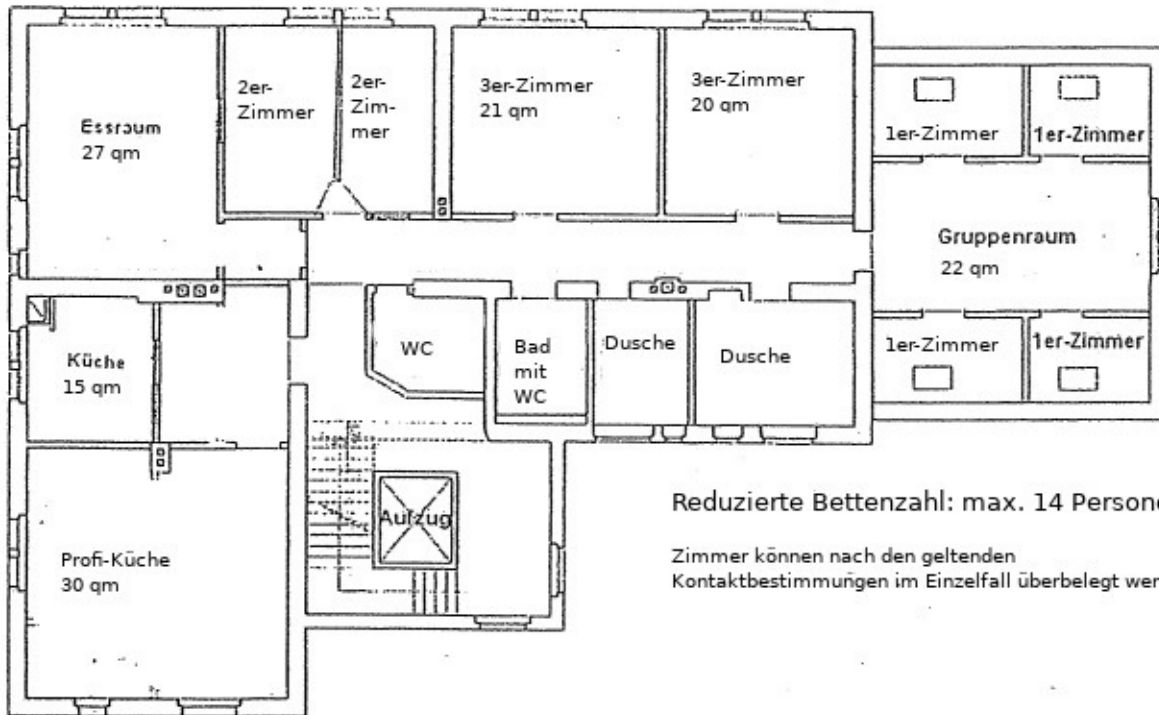 2er-
Zimmer
2er-
Zim-
mer
3er-Zimmer
21 qm
3er-Zimmer
20 qm
Essraum
27 qm
1er-Zimmer
1er-Zimmer
Gruppenraum
22 qm
WC
Bad
mit
WC
Dusche
Dusche
Küche
15 qm
1er-Zimmer
1er-Zimmer
Aufzug
Profi-Küche
30 qm
Reduzierte Bettenzahl: max. 14 Persone
Zimmer können nach den geltenden
Kontaktbestimmungen im Einzelfall überbelegt wer